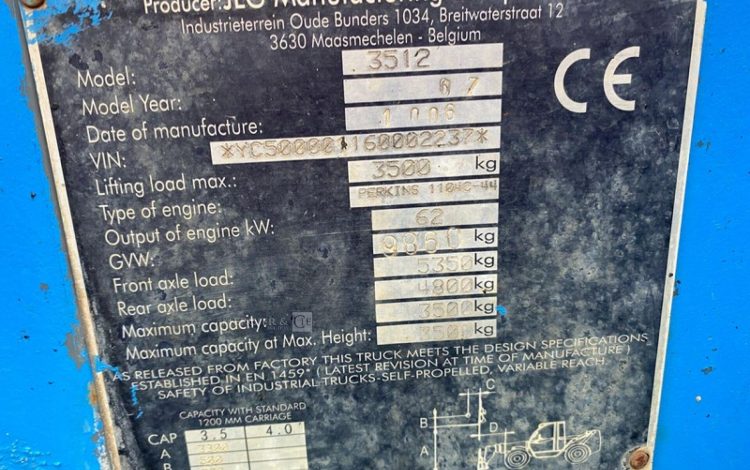 Producer: JLG Manufacturing
Industrieterrein Oude Bunders 1034, Breitwaterstraat 12
3630 Maasmechelen - Belgium
Model: 3512
Model Year: 07
Date of manufacture: 1006
VIN:
Lifting load max.: 3500 kg
Type of engine: PERKINS 1104C-44
Output of engine kW: 62
GVW: kg
Front axle load: 5350 kg
Rear axle load: 4800 kg
Maximum capacity: 3500 kg
Maximum capacity at Max. Height: kg
CE
AS RELEASED FROM FACTORY THIS TRUCK MEETS THE DESIGN SPECIFICATIONS
ESTABLISHED IN EN 1459* (LATEST REVISION AT TIME OF MANUFACTURE)
SAFETY OF INDUSTRIAL TRUCKS-SELF-PROPELLED, VARIABLE REACH.
CAPACITY WITH STANDARD
1200 MM CARRIAGE
CAP 3.5 4.0
A
B
C
B
D
A